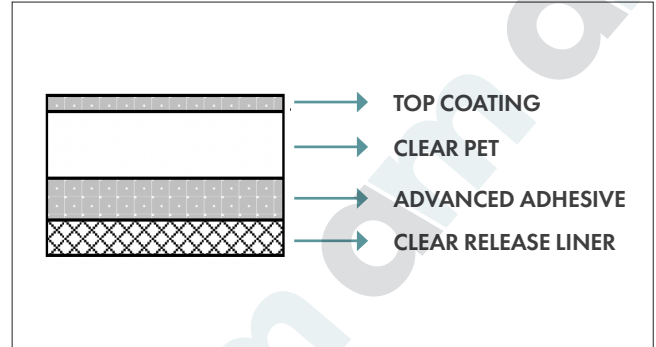 TOP COATING
CLEAR PET
ADVANCED ADHESIVE
CLEAR RELEASE LINER